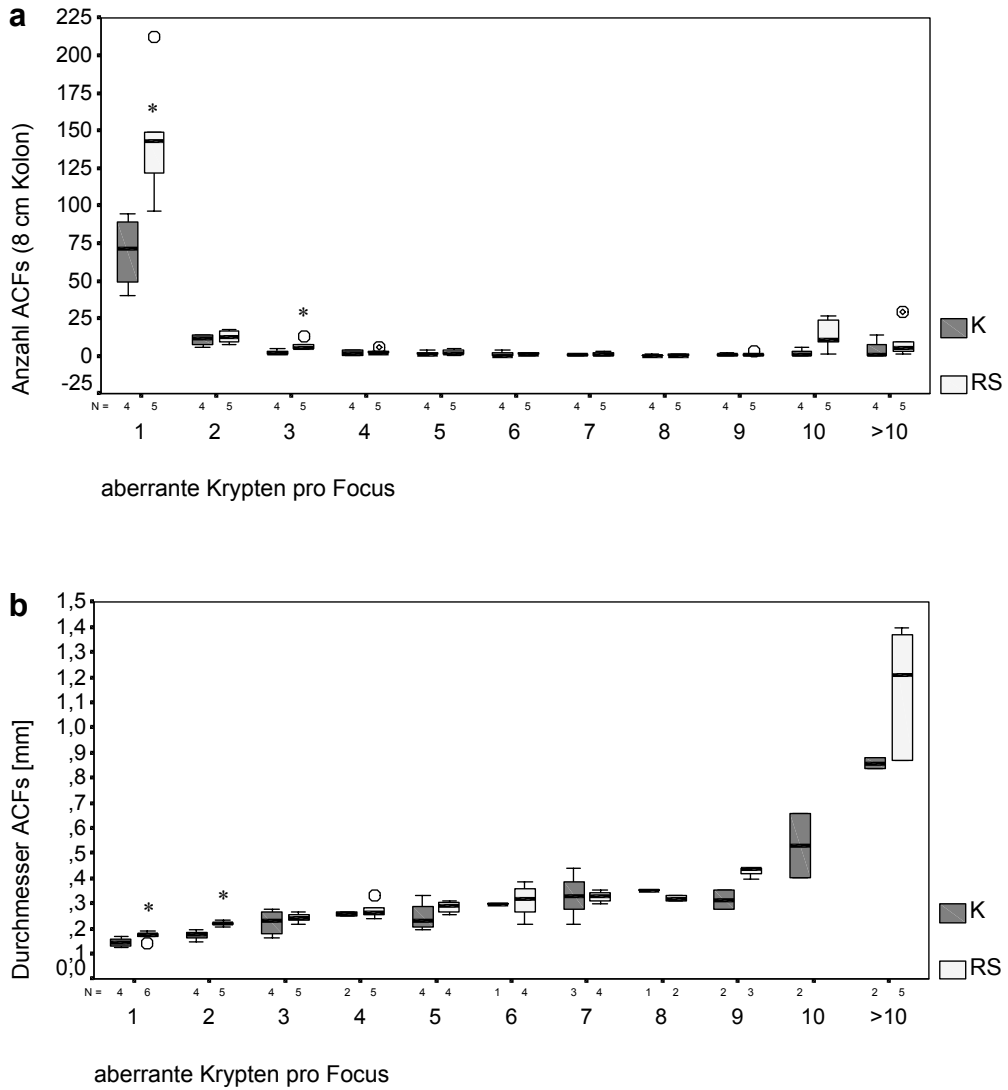 a
Anzahl ACFs (8 cm Kolon)
225
200
175
150
125
100
75
50
25
0
-25
*
*
K
RS
N = 4 5 4 5 4 5 4 5 4 5 4 5 4 5 4 5 4 5 4 5 4 5
1 2 3 4 5 6 7 8 9 10 >10
aberrante Krypten pro Focus
b
Durchmesser ACFs [mm]
1,5
1,4
1,3
1,2
1,1
1,0
,9
,8
,7
,6
,5
,4
,3
,2
,1
0,0
*
*
K
RS
N = 4 6 4 5 4 5 2 5 4 4 1 4 3 4 1 2 2 3 2 2 5
1 2 3 4 5 6 7 8 9 10 >10
aberrante Krypten pro Focus